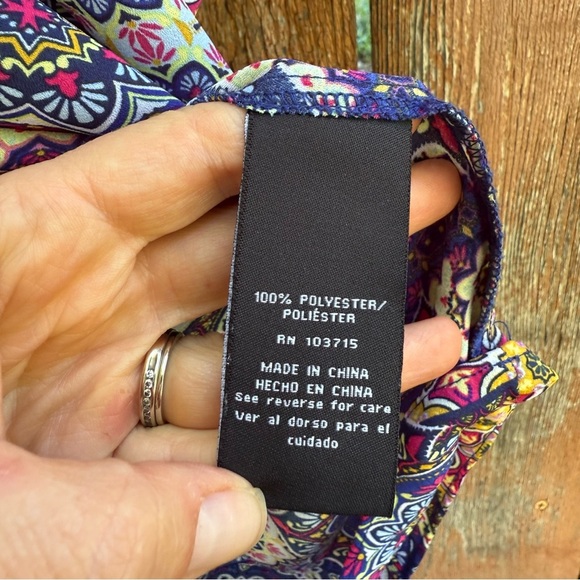 100% POLYESTER/
POLIÉSTER
RN 103715
MADE IN CHINA
HECHO EN CHINA
See reverse for care
Ver al dorso para el
cuidado